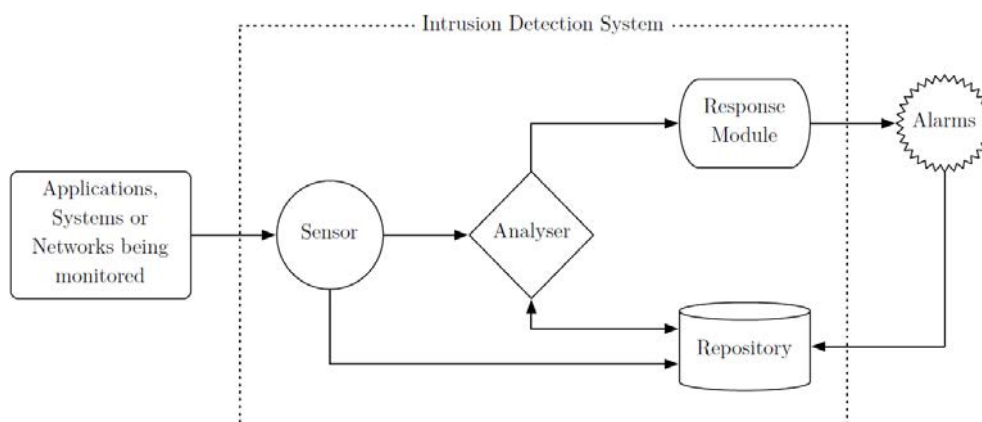 Intrusion Detection System
Response
Module
Alarms
Applications,
Systems or
Networks being
monitored
Sensor
Analyser
Repository